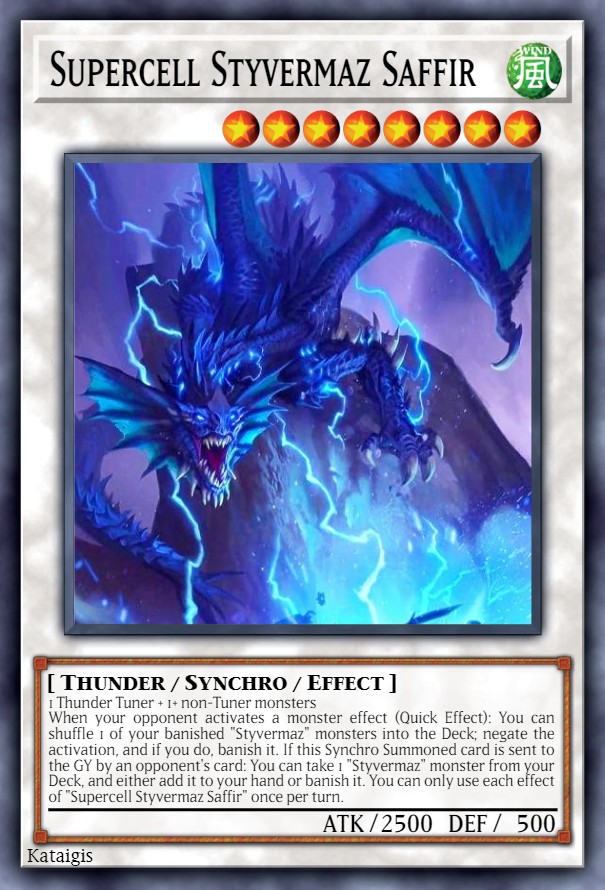 Supercell Styvermaz Saffir
WIND
風
[ Thunder / Synchro / Effect ]
1 Thunder Tuner + 1+ non-Tuner monsters
When your opponent activates a monster effect (Quick Effect): You can
shuffle 1 of your banished "Styvermaz" monsters into the Deck; negate the
activation, and if you do, banish it. If this Synchro Summoned card is sent to
the GY by an opponent's card: You can take 1 "Styvermaz" monster from your
Deck, and either add it to your hand or banish it. You can only use each effect
of "Supercell Styvermaz Saffir" once per turn.
ATK / 2500 DEF / 500
Kataigis